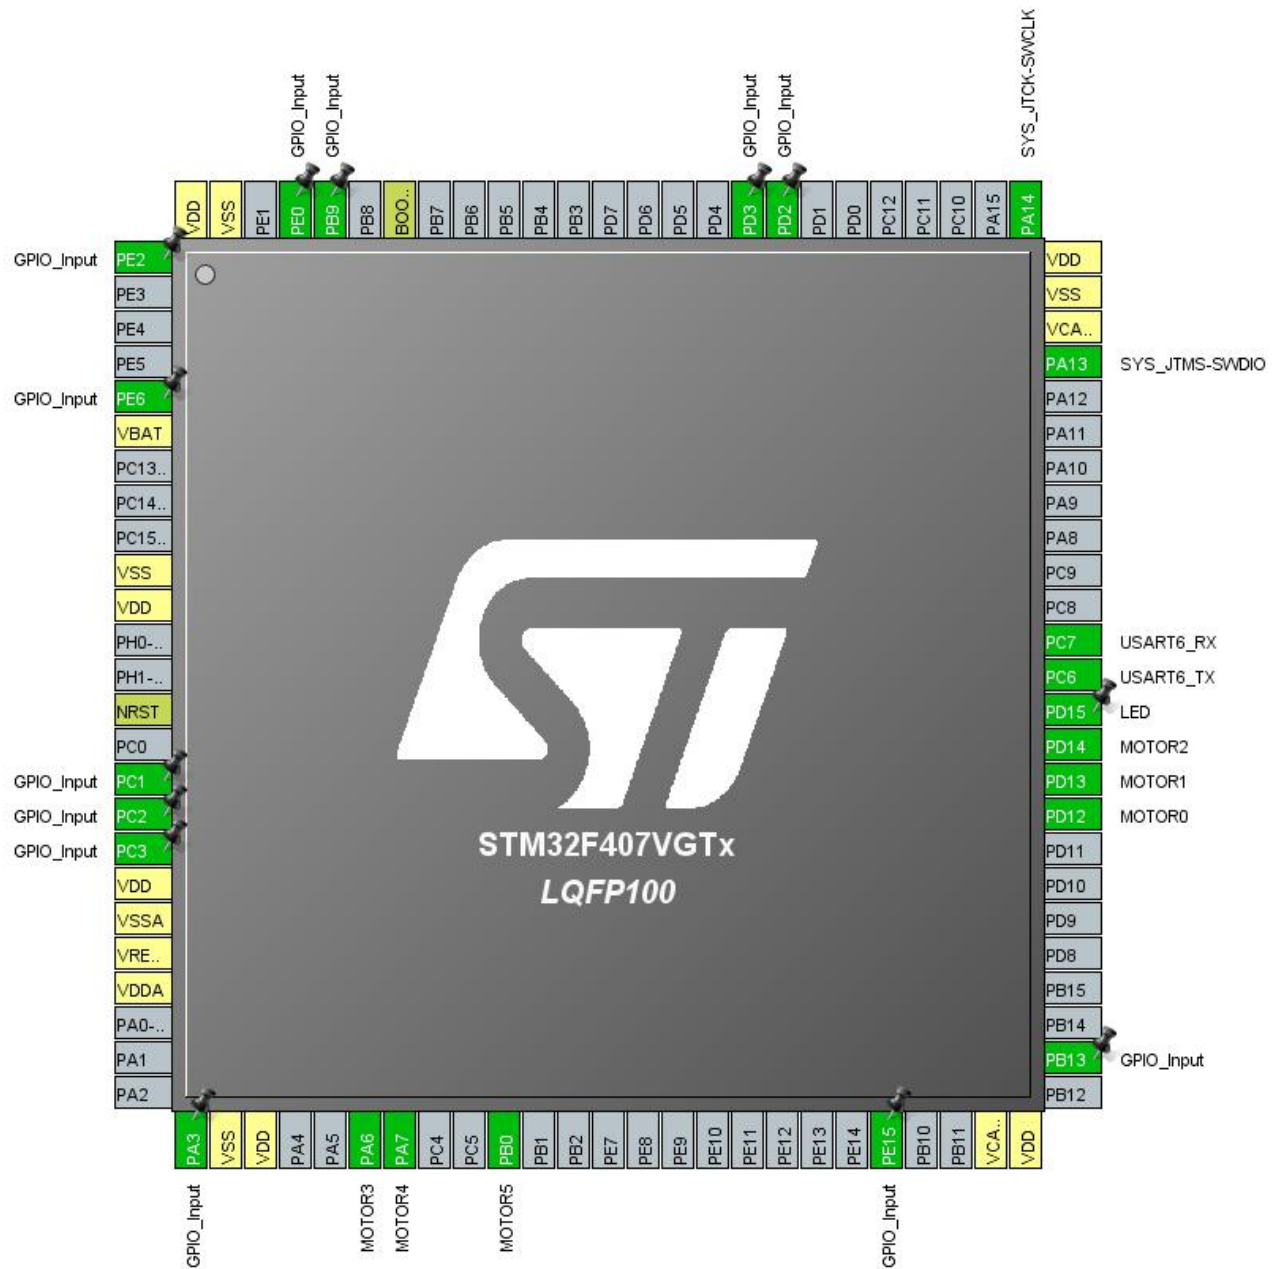 SYS_JTCK-SWCLK
GPIO_Input
GPIO_Input
GPIO_Input
GPIO_Input
VDD
VSS
PE1
PE0
PB9
PB8
BOO..
PB7
PB6
PB5
PB4
PB3
PD7
PD6
PD5
PD4
PD3
PD2
PD1
PD0
PC12
PC11
PC10
PA15
PA14
GPIO_Input PE2
PE3
PE4
PE5
GPIO_Input PE6
VBAT
PC13..
PC14..
PC15..
VSS
VDD
PH0-..
PH1-..
NRST
PC0
GPIO_Input PC1
GPIO_Input PC2
GPIO_Input PC3
VDD
VSSA
VRE..
VDDA
PA0-..
PA1
PA2
ST
STM32F407VGTx
LQFP100
VDD
VSS
VCA..
PA13 SYS_JTMS-SWDIO
PA12
PA11
PA10
PA9
PA8
PC9
PC8
PC7 USART6_RX
PC6 USART6_TX
PD15 LED
PD14 MOTOR2
PD13 MOTOR1
PD12 MOTOR0
PD11
PD10
PD9
PD8
PB15
PB14
PB13 GPIO_Input
PB12
PA3
VSS
VDD
PA4
PA5
PA6
PA7
PC4
PC5
PB0
PB1
PB2
PE7
PE8
PE9
PE10
PE11
PE12
PE13
PE14
PE15
PB10
PB11
VCA..
VDD
GPIO_Input
MOTOR3
MOTOR4
MOTOR5
GPIO_Input